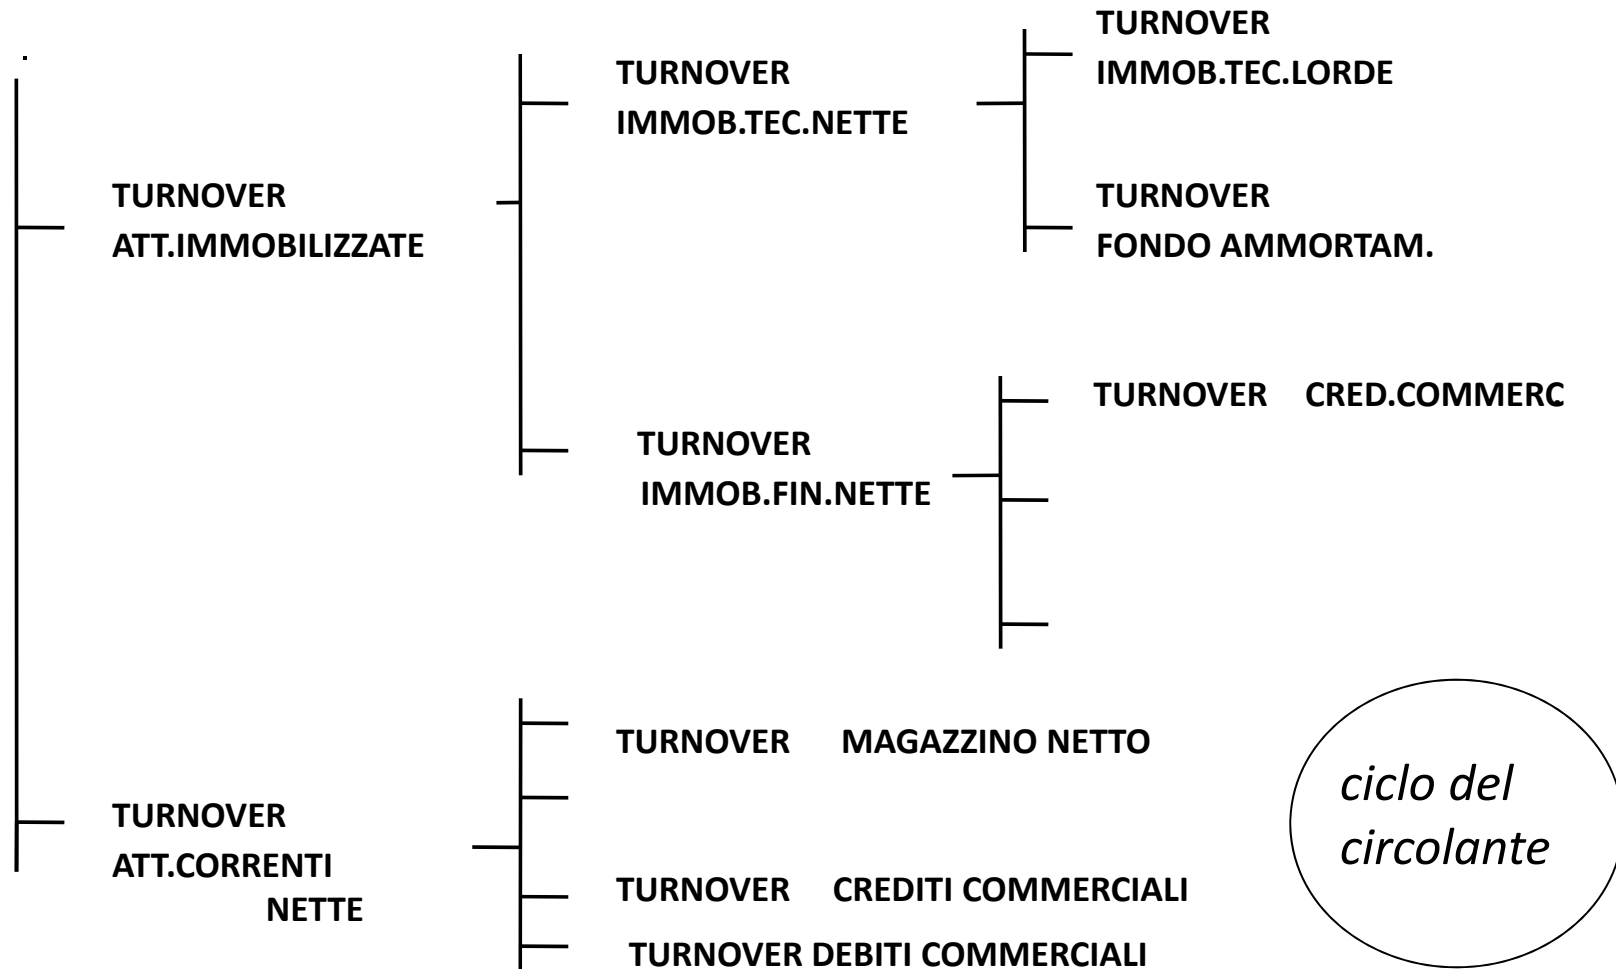 .
TURNOVER
IMMOB.TEC.LORDE
TURNOVER
IMMOB.TEC.NETTE
TURNOVER
FONDO AMMORTAM.
TURNOVER
ATT.IMMOBILIZZATE
TURNOVER CRED.COMMERC.
TURNOVER
IMMOB.FIN.NETTE
TURNOVER MAGAZZINO NETTO
ciclo del
circolante
TURNOVER
ATT.CORRENTI
NETTE
TURNOVER CREDITI COMMERCIALI
TURNOVER DEBITI COMMERCIALI